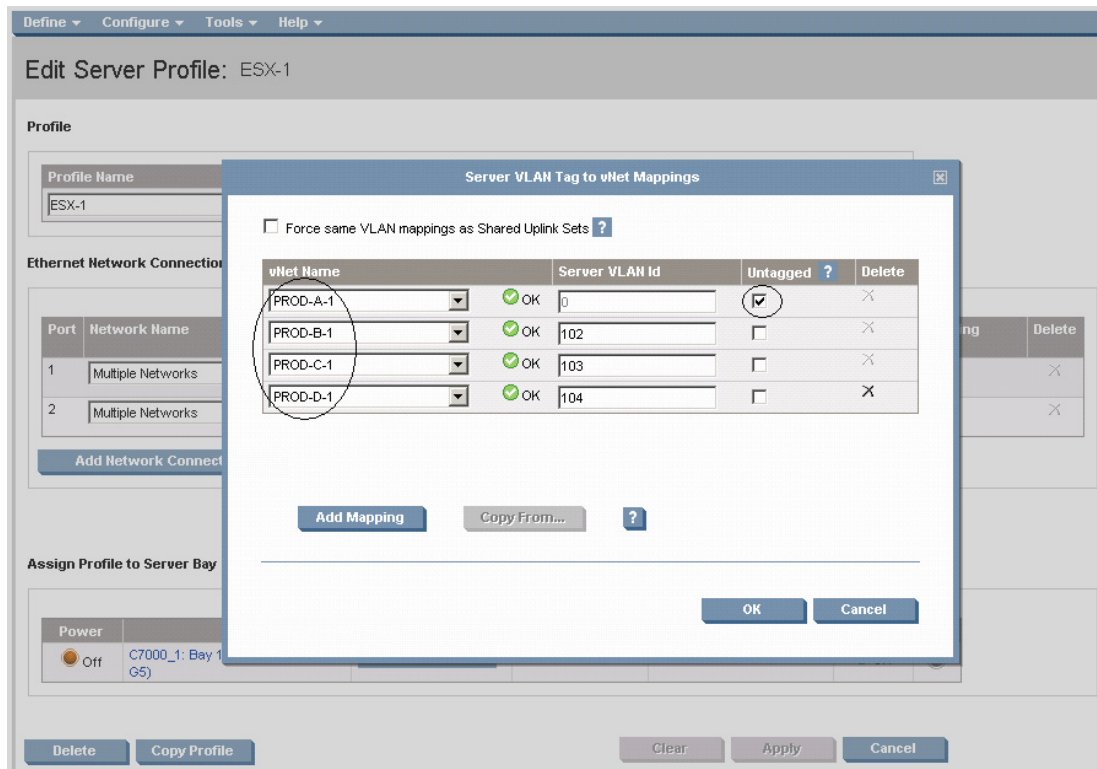 Define Configure Tools Help
Edit Server Profile: ESX-1
Profile
Profile Name
ESX-1
Server VLAN Tag to vNet Mappings
Force same VLAN mappings as Shared Uplink Sets ?
vNet Name Server VLAN Id Untagged ? Delete
PROD-A-1 OK 0
PROD-B-1 OK 102
PROD-C-1 OK 103
PROD-D-1 OK 104
Add Mapping Copy From... ?
OK Cancel
Ethernet Network Connection
Port Network Name Delete
1 Multiple Networks
2 Multiple Networks
Add Network Connect
Assign Profile to Server Bay
Power
Off C7000_1: Bay 1
G5)
Delete Copy Profile Clear Apply Cancel